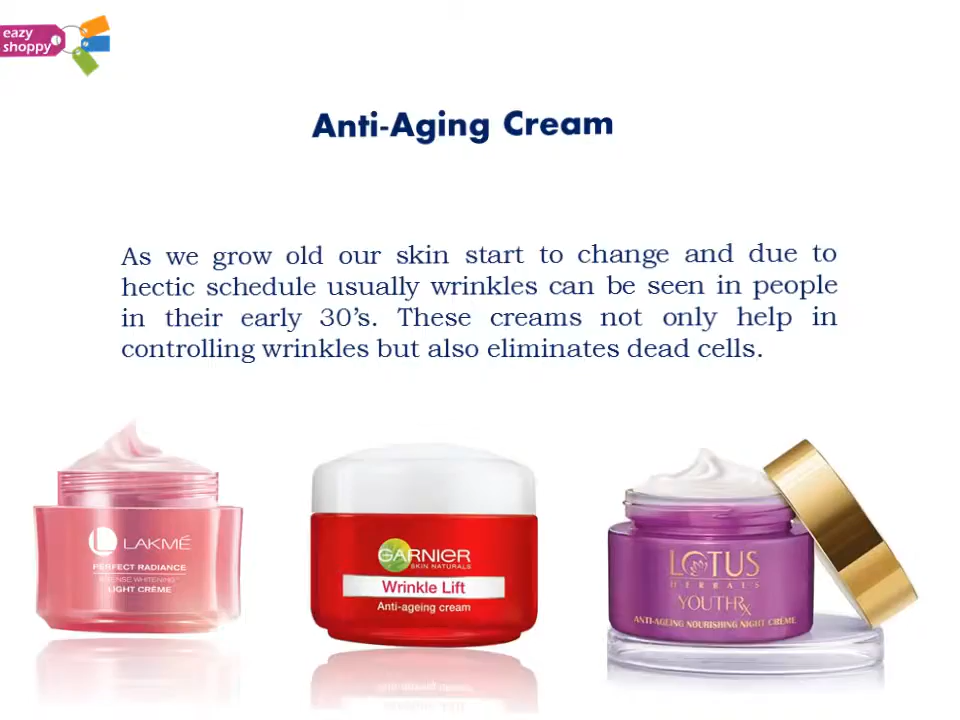 eazy
shoppy
Anti-Aging Cream
As we grow old our skin start to change and due to
hectic schedule usually wrinkles can be seen in people
in their early 30's. These creams not only help in
controlling wrinkles but also eliminates dead cells.
LAKMÉ
PERFECT RADIANCE
INTENSE WHITENING
LIGHT CRÈME
GARNIER
SKIN NATURALS
Wrinkle Lift
Anti-ageing cream
LOTUS
HERBALS
YOUTHRx
ANTI-AGEING NOURISHING NIGHT CRÈME